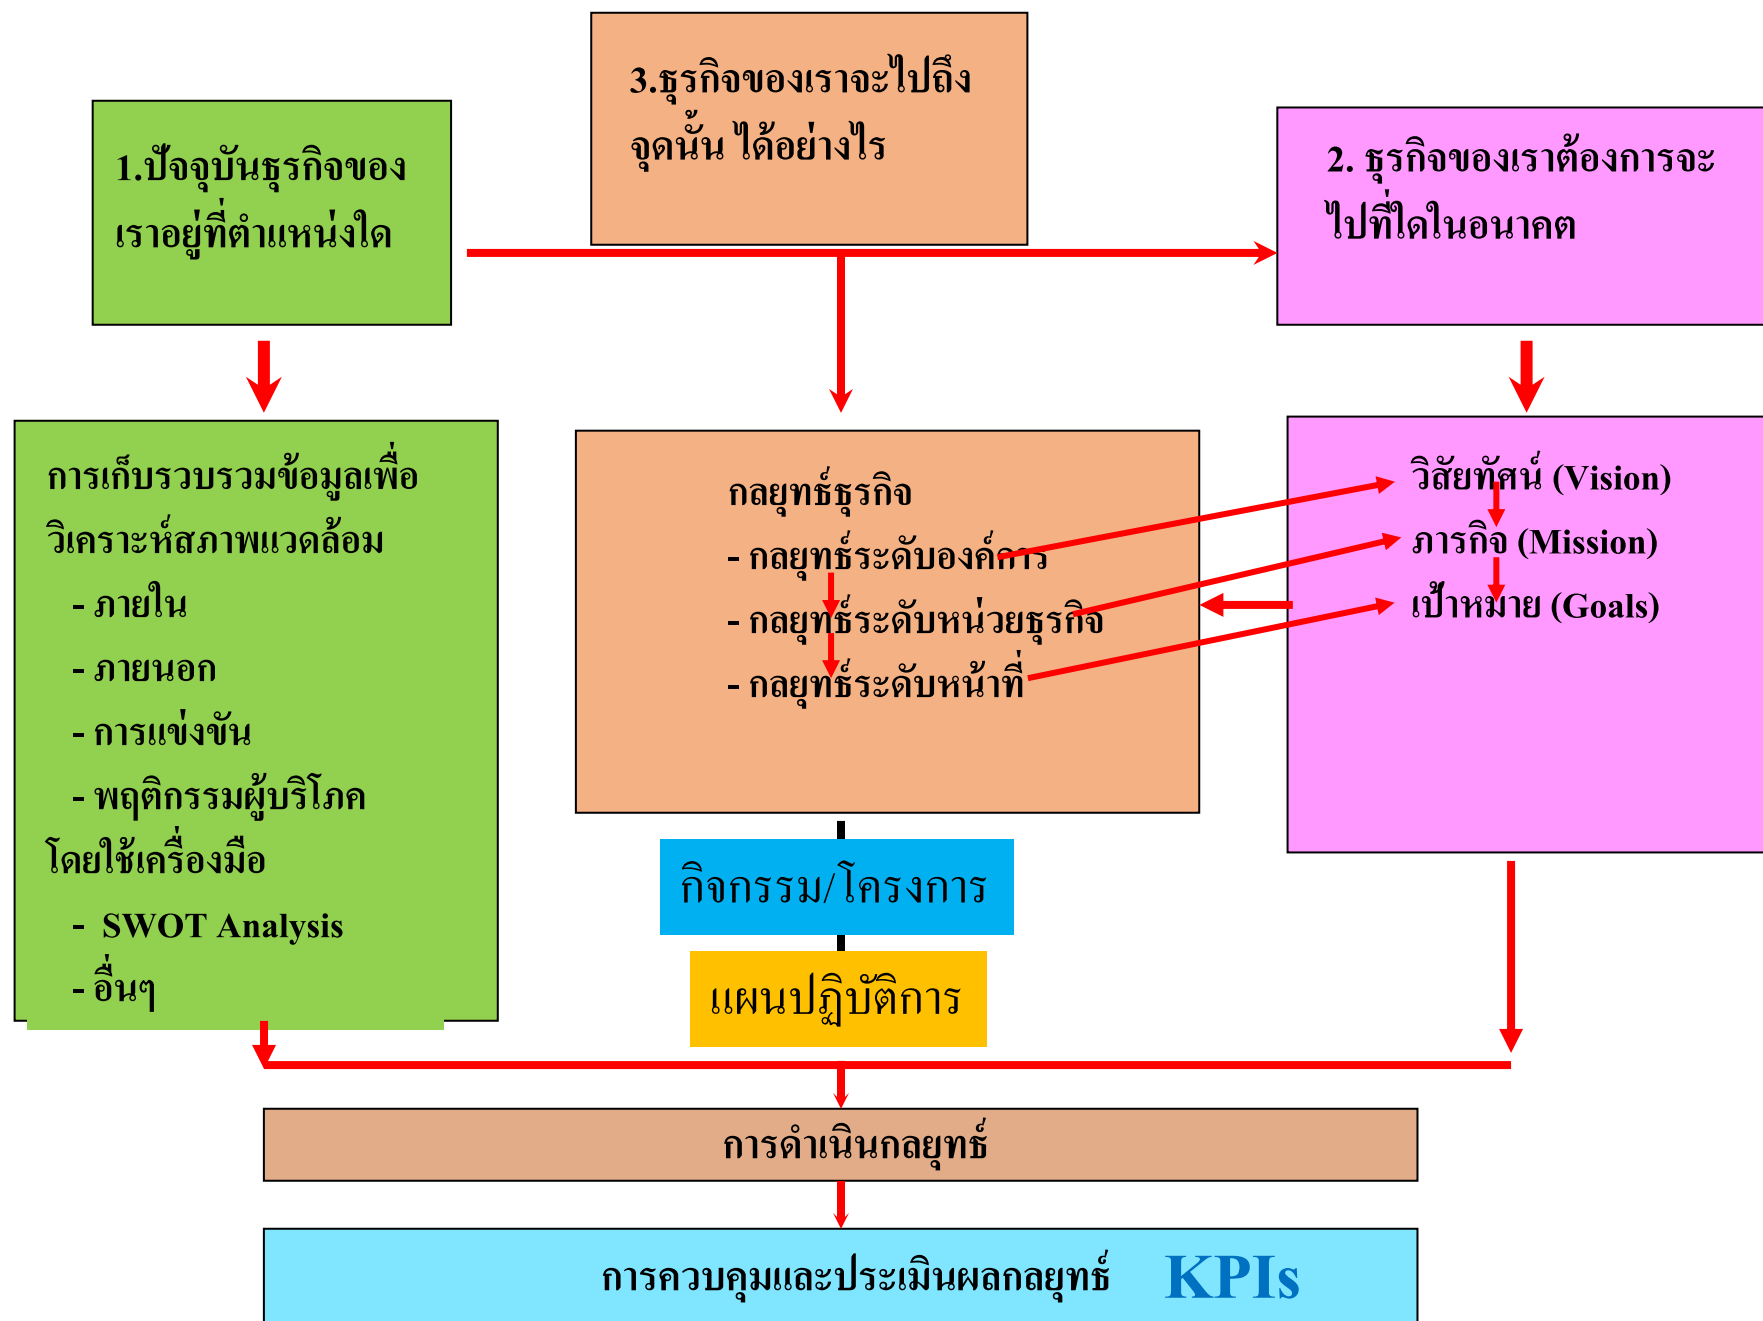 3.ธุรกิจของเราจะไปถึง
จุดนั้น ได้อย่างไร
1.ปัจจุบันธุรกิจของ
เราอยู่ที่ตำแหน่งใด
2. ธุรกิจของเราต้องการจะ
ไปที่ใดในอนาคต
การเก็บรวบรวมข้อมูลเพื่อ
วิเคราะห์สภาพแวดล้อม
- ภายใน
- ภายนอก
- การแข่งขัน
- พฤติกรรมผู้บริโภค
โดยใช้เครื่องมือ
- SWOT Analysis
- อื่นๆ
กลยุทธ์ธุรกิจ
- กลยุทธ์ระดับองค์การ
- กลยุทธ์ระดับหน่วยธุรกิจ
- กลยุทธ์ระดับหน้าที่
วิสัยทัศน์ (Vision)
ภารกิจ (Mission)
เป้าหมาย (Goals)
กิจกรรม/โครงการ
แผนปฏิบัติการ
การดำเนินกลยุทธ์
การควบคุมและประเมินผลกลยุทธ์ KPIs